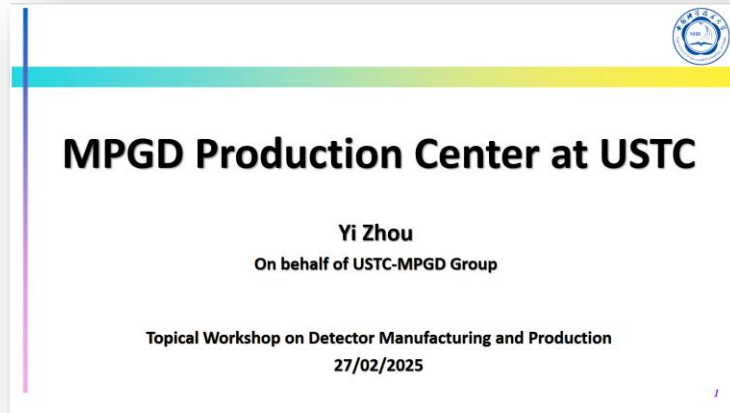 MPGD Production Center at USTC
Yi Zhou
On behalf of USTC-MPGD Group
Topical Workshop on Detector Manufacturing and Production
27/02/2025
1